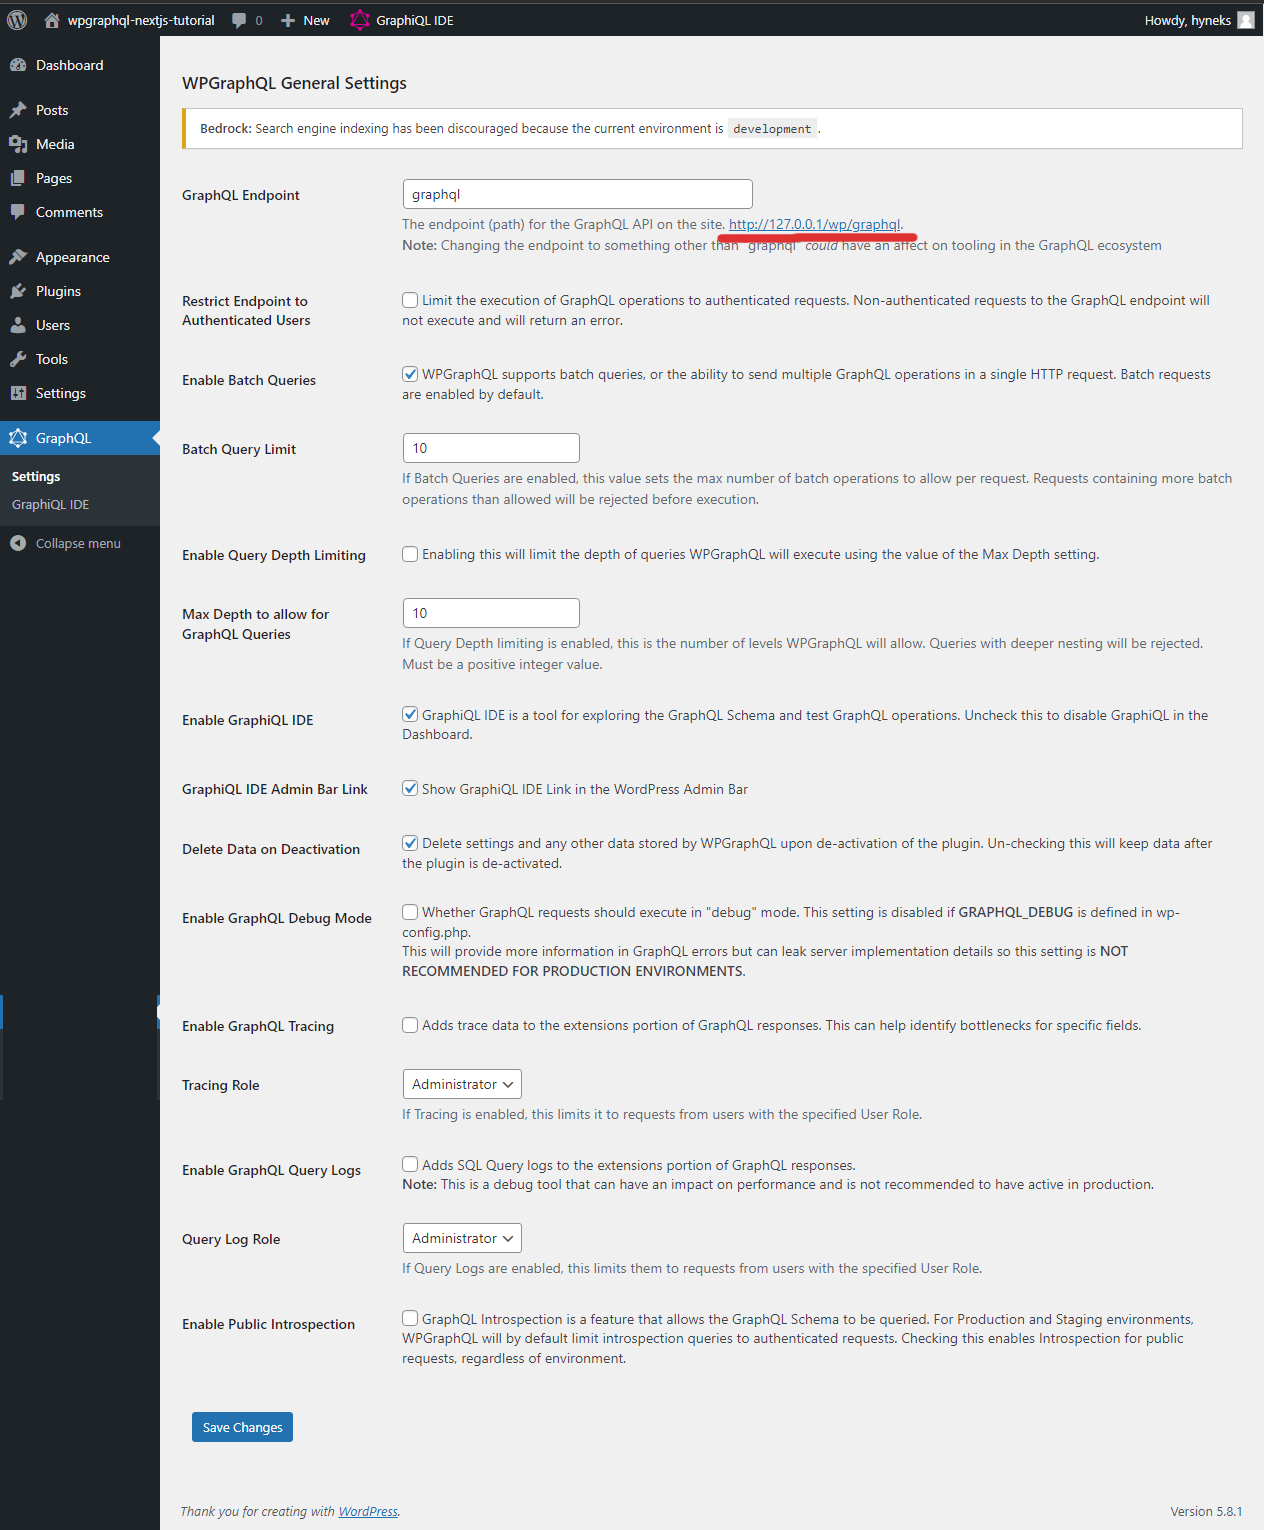 wpgraphql-nextjs-tutorial 0 New GraphiQL IDE Howdy, hyneks
Dashboard
Posts
Media
Pages
Comments
Appearance
Plugins
Users
Tools
Settings
GraphQL
Settings
GraphiQL IDE
Collapse menu
WPGraphQL General Settings
Bedrock: Search engine indexing has been discouraged because the current environment is development .
GraphQL Endpoint
graphql
The endpoint (path) for the GraphQL API on the site. http://127.0.0.1/wp/graphql.
Note: Changing the endpoint to something other than "graphql" could have an affect on tooling in the GraphQL ecosystem
Restrict Endpoint to
Authenticated Users
Limit the execution of GraphQL operations to authenticated requests. Non-authenticated requests to the GraphQL endpoint will
not execute and will return an error.
Enable Batch Queries
WPGraphQL supports batch queries, or the ability to send multiple GraphQL operations in a single HTTP request. Batch requests
are enabled by default.
Batch Query Limit
10
If Batch Queries are enabled, this value sets the max number of batch operations to allow per request. Requests containing more batch
operations than allowed will be rejected before execution.
Enable Query Depth Limiting
Enabling this will limit the depth of queries WPGraphQL will execute using the value of the Max Depth setting.
Max Depth to allow for
GraphQL Queries
10
If Query Depth limiting is enabled, this is the number of levels WPGraphQL will allow. Queries with deeper nesting will be rejected.
Must be a positive integer value.
Enable GraphiQL IDE
GraphiQL IDE is a tool for exploring the GraphQL Schema and test GraphQL operations. Uncheck this to disable GraphiQL in the
Dashboard.
GraphiQL IDE Admin Bar Link
Show GraphiQL IDE Link in the WordPress Admin Bar
Delete Data on Deactivation
Delete settings and any other data stored by WPGraphQL upon de-activation of the plugin. Un-checking this will keep data after
the plugin is de-activated.
Enable GraphQL Debug Mode
Whether GraphQL requests should execute in "debug" mode. This setting is disabled if GRAPHQL_DEBUG is defined in wp-
config.php.
This will provide more information in GraphQL errors but can leak server implementation details so this setting is NOT
RECOMMENDED FOR PRODUCTION ENVIRONMENTS.
Enable GraphQL Tracing
Adds trace data to the extensions portion of GraphQL responses. This can help identify bottlenecks for specific fields.
Tracing Role
Administrator
If Tracing is enabled, this limits it to requests from users with the specified User Role.
Enable GraphQL Query Logs
Adds SQL Query logs to the extensions portion of GraphQL responses.
Note: This is a debug tool that can have an impact on performance and is not recommended to have active in production.
Query Log Role
Administrator
If Query Logs are enabled, this limits them to requests from users with the specified User Role.
Enable Public Introspection
GraphQL Introspection is a feature that allows the GraphQL Schema to be queried. For Production and Staging environments,
WPGraphQL will by default limit introspection queries to authenticated requests. Checking this enables Introspection for public
requests, regardless of environment.
Save Changes
Thank you for creating with WordPress. Version 5.8.1